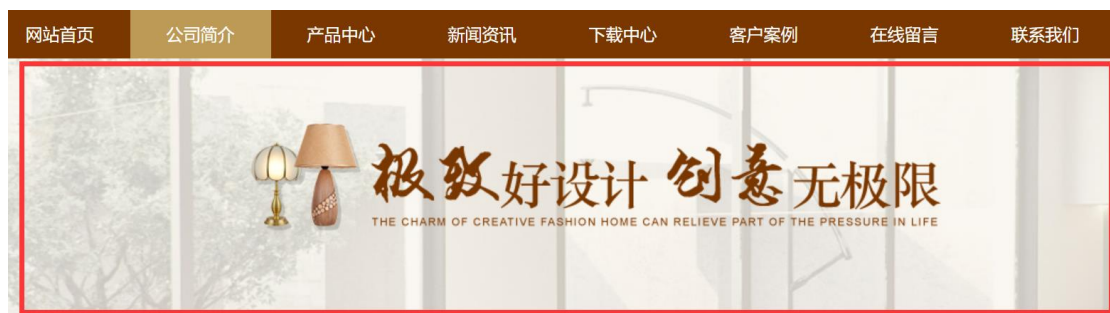 网站首页 公司简介 产品中心 新闻资讯 下载中心 客户案例 在线留言 联系我们
极致好设计 创意无极限
THE CHARM OF CREATIVE FASHION HOME CAN RELIEVE PART OF THE PRESSURE IN LIFE